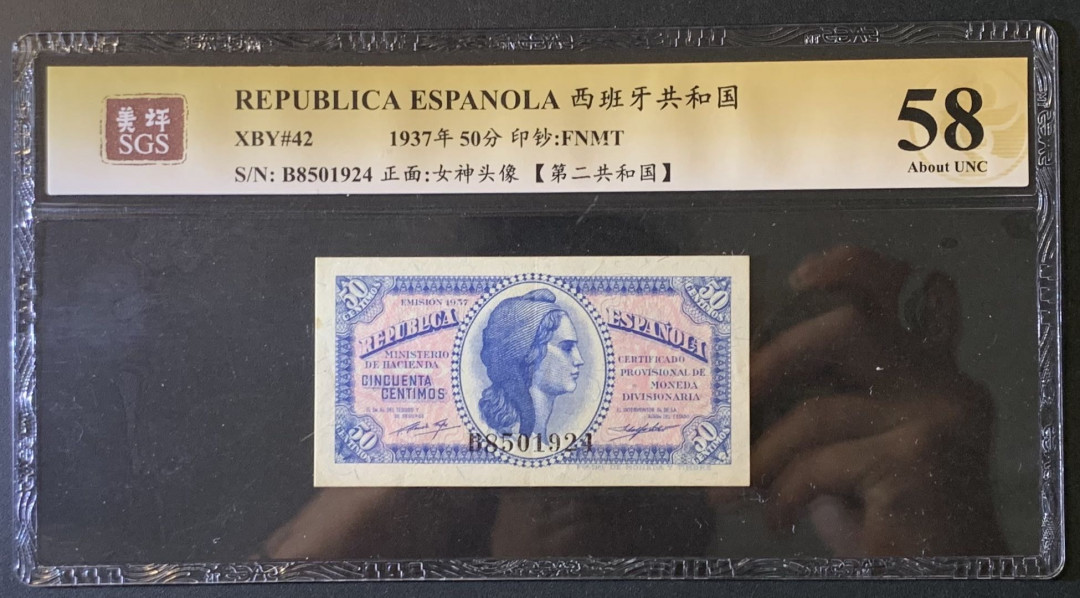 美评
SGS
REPUBLICA ESPANOLA 西班牙共和国
XBY#42 1937年 50分 印钞:FNMT
S/N: B8501924 正面:女神头像 【第二共和国】
58
About UNC
50
CENTIMOS
50
CENTIMOS
EMISION 1937
REPUBLICA
ESPAÑOLA
MINISTERIO
DE HACIENDA
CINCUENTA
CENTIMOS
CERTIFICADO
PROVISIONAL DE
MONEDA
DIVISIONARIA
50
50
B8501924